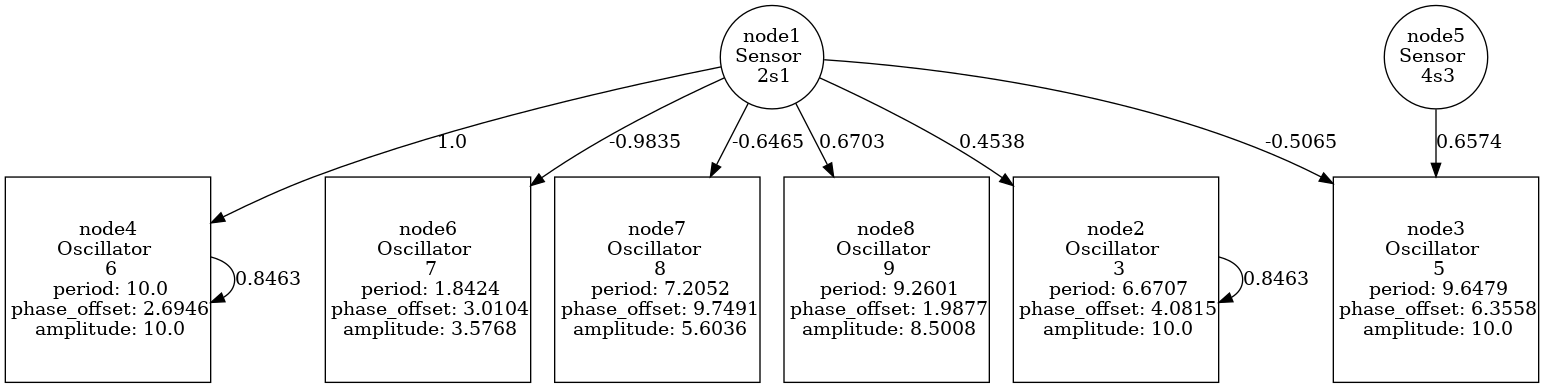 node1
Sensor
2s1
node5
Sensor
4s3
1.0
-0.9835
-0.6465
0.6703
0.4538
-0.5065
0.6574
node4
Oscillator
6
period: 10.0
phase_offset: 2.6946
amplitude: 10.0
0.8463
node6
Oscillator
7
period: 1.8424
phase_offset: 3.0104
amplitude: 3.5768
node7
Oscillator
8
period: 7.2052
phase_offset: 9.7491
amplitude: 5.6036
node8
Oscillator
9
period: 9.2601
phase_offset: 1.9877
amplitude: 8.5008
node2
Oscillator
3
period: 6.6707
phase_offset: 4.0815
amplitude: 10.0
0.8463
node3
Oscillator
5
period: 9.6479
phase_offset: 6.3558
amplitude: 10.0